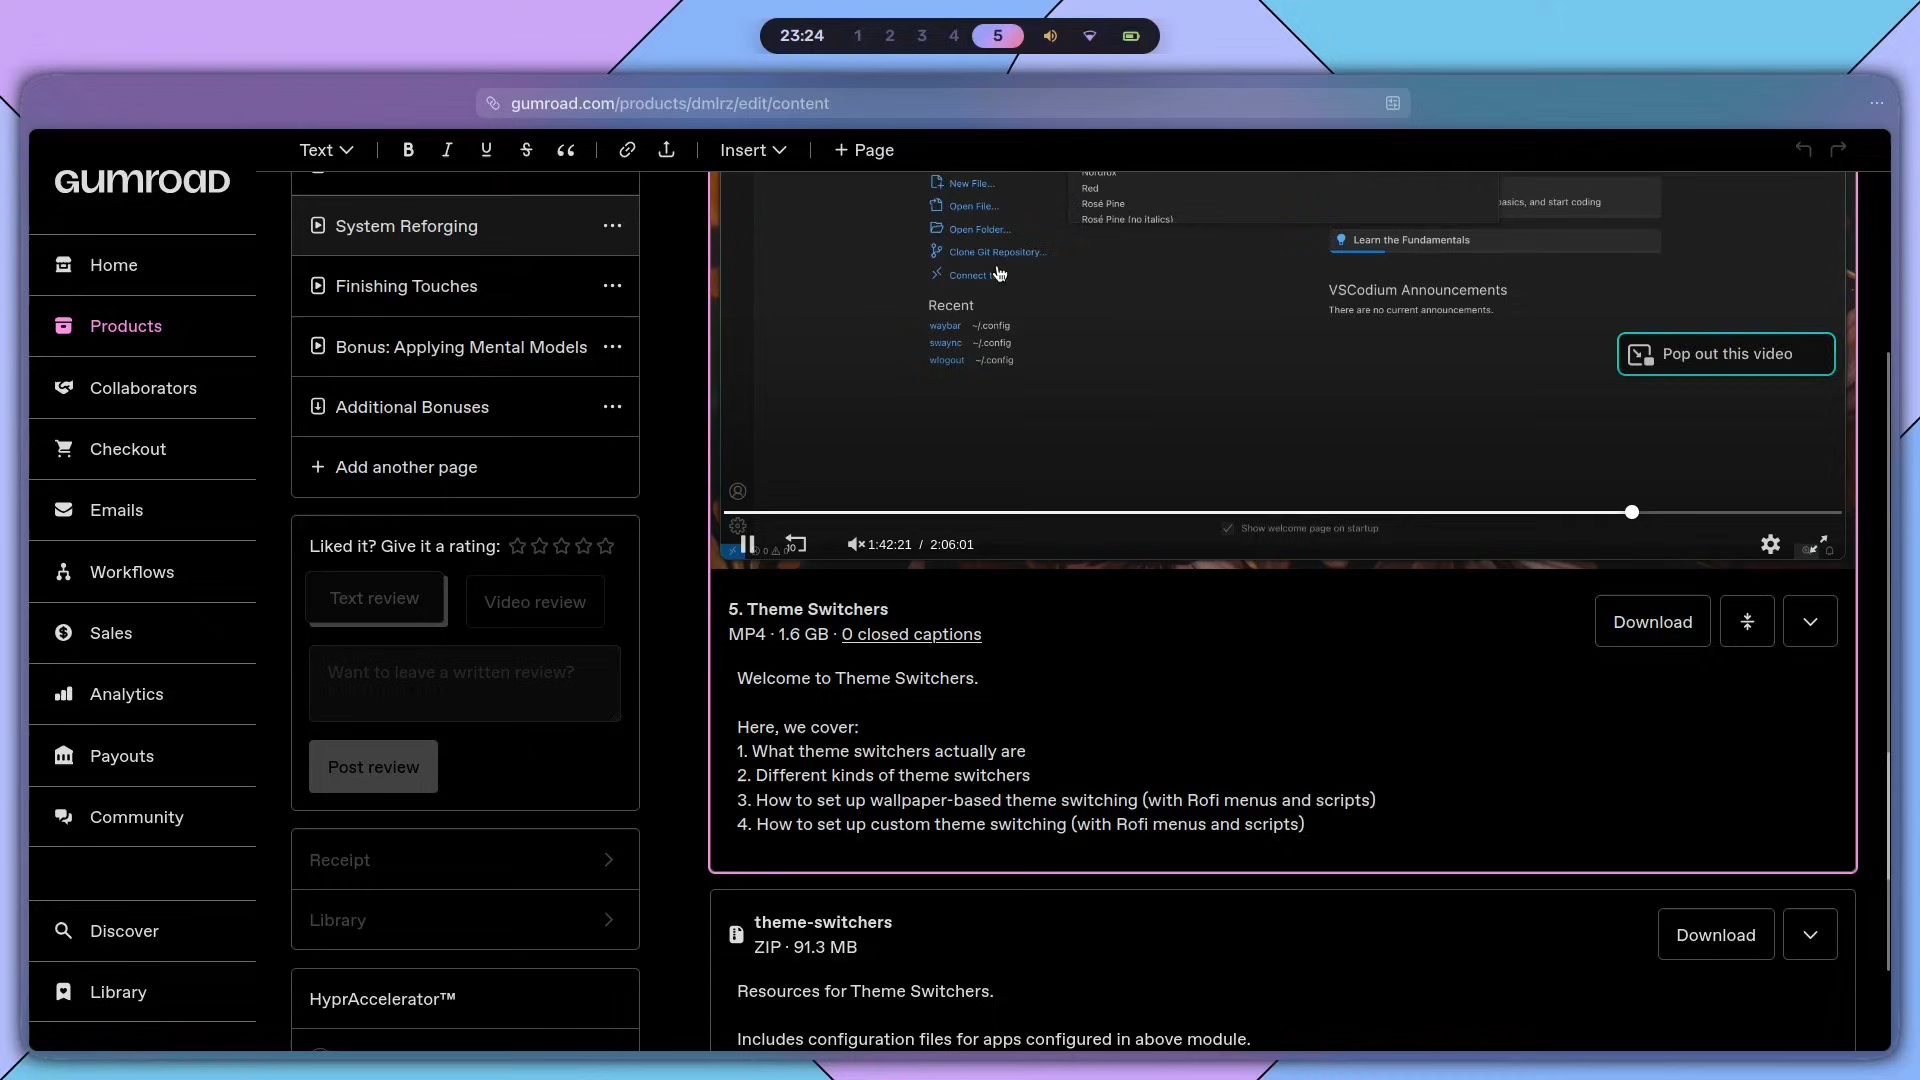 23:24 1 2 3 4 5
gumroad.com/products/dmlrz/edit/content
Text B I U S Insert + Page
GUMROAD
Home
Products
Collaborators
Checkout
Emails
Workflows
Sales
Analytics
Payouts
Community
Discover
Library
System Reforging
Finishing Touches
Bonus: Applying Mental Models
Additional Bonuses
+ Add another page
Liked it? Give it a rating:
Text review Video review
Want to leave a written review?
Post review
Receipt
Library
HyprAccelerator™
Nordfox
Red
Rosé Pine
Rosé Pine (no italics)
New File...
Open File...
Open Folder...
Clone Git Repository...
Connect t
Recent
waybar ~/.config
swaync ~/.config
wlogout ~/.config
basics, and start coding
Learn the Fundamentals
VSCodium Announcements
There are no current announcements.
Pop out this video
Show welcome page on startup
10 1:42:21 / 2:06:01
5. Theme Switchers
MP4 · 1.6 GB · 0 closed captions
Download
Welcome to Theme Switchers.
Here, we cover:
1. What theme switchers actually are
2. Different kinds of theme switchers
3. How to set up wallpaper-based theme switching (with Rofi menus and scripts)
4. How to set up custom theme switching (with Rofi menus and scripts)
theme-switchers
ZIP · 91.3 MB
Download
Resources for Theme Switchers.
Includes configuration files for apps configured in above module.